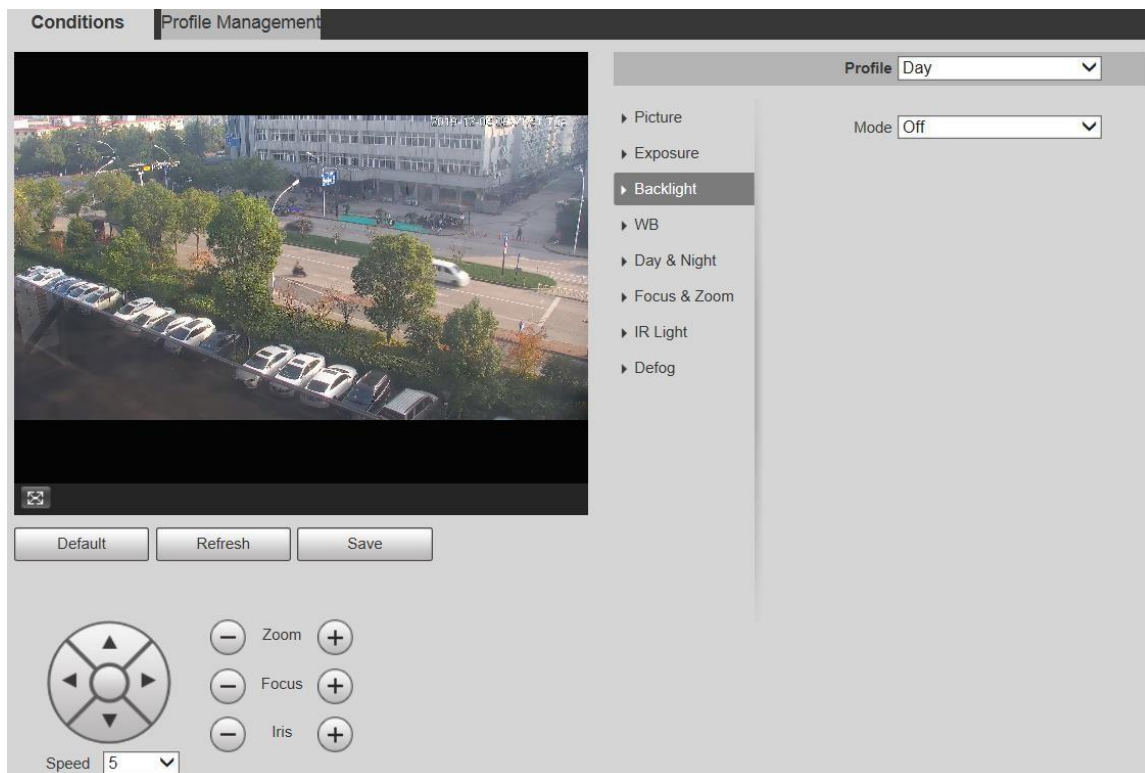 Conditions
Profile Management
Profile Day
Picture
Mode Off
Exposure
Backlight
WB
Day & Night
Focus & Zoom
IR Light
Defog
Default
Refresh
Save
Zoom
Focus
Iris
Speed 5